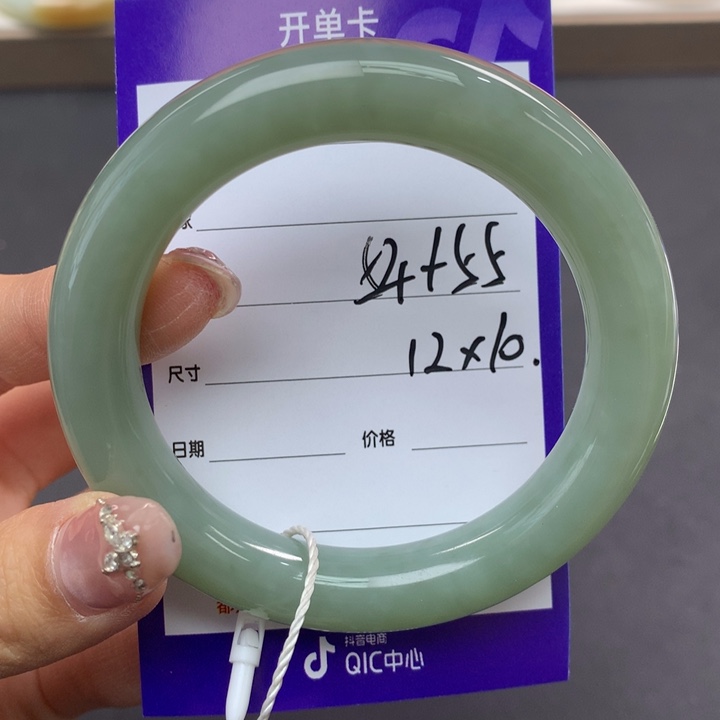 开单卡
尺寸
12×10.
日期 价格
抖音电商
QIC中心